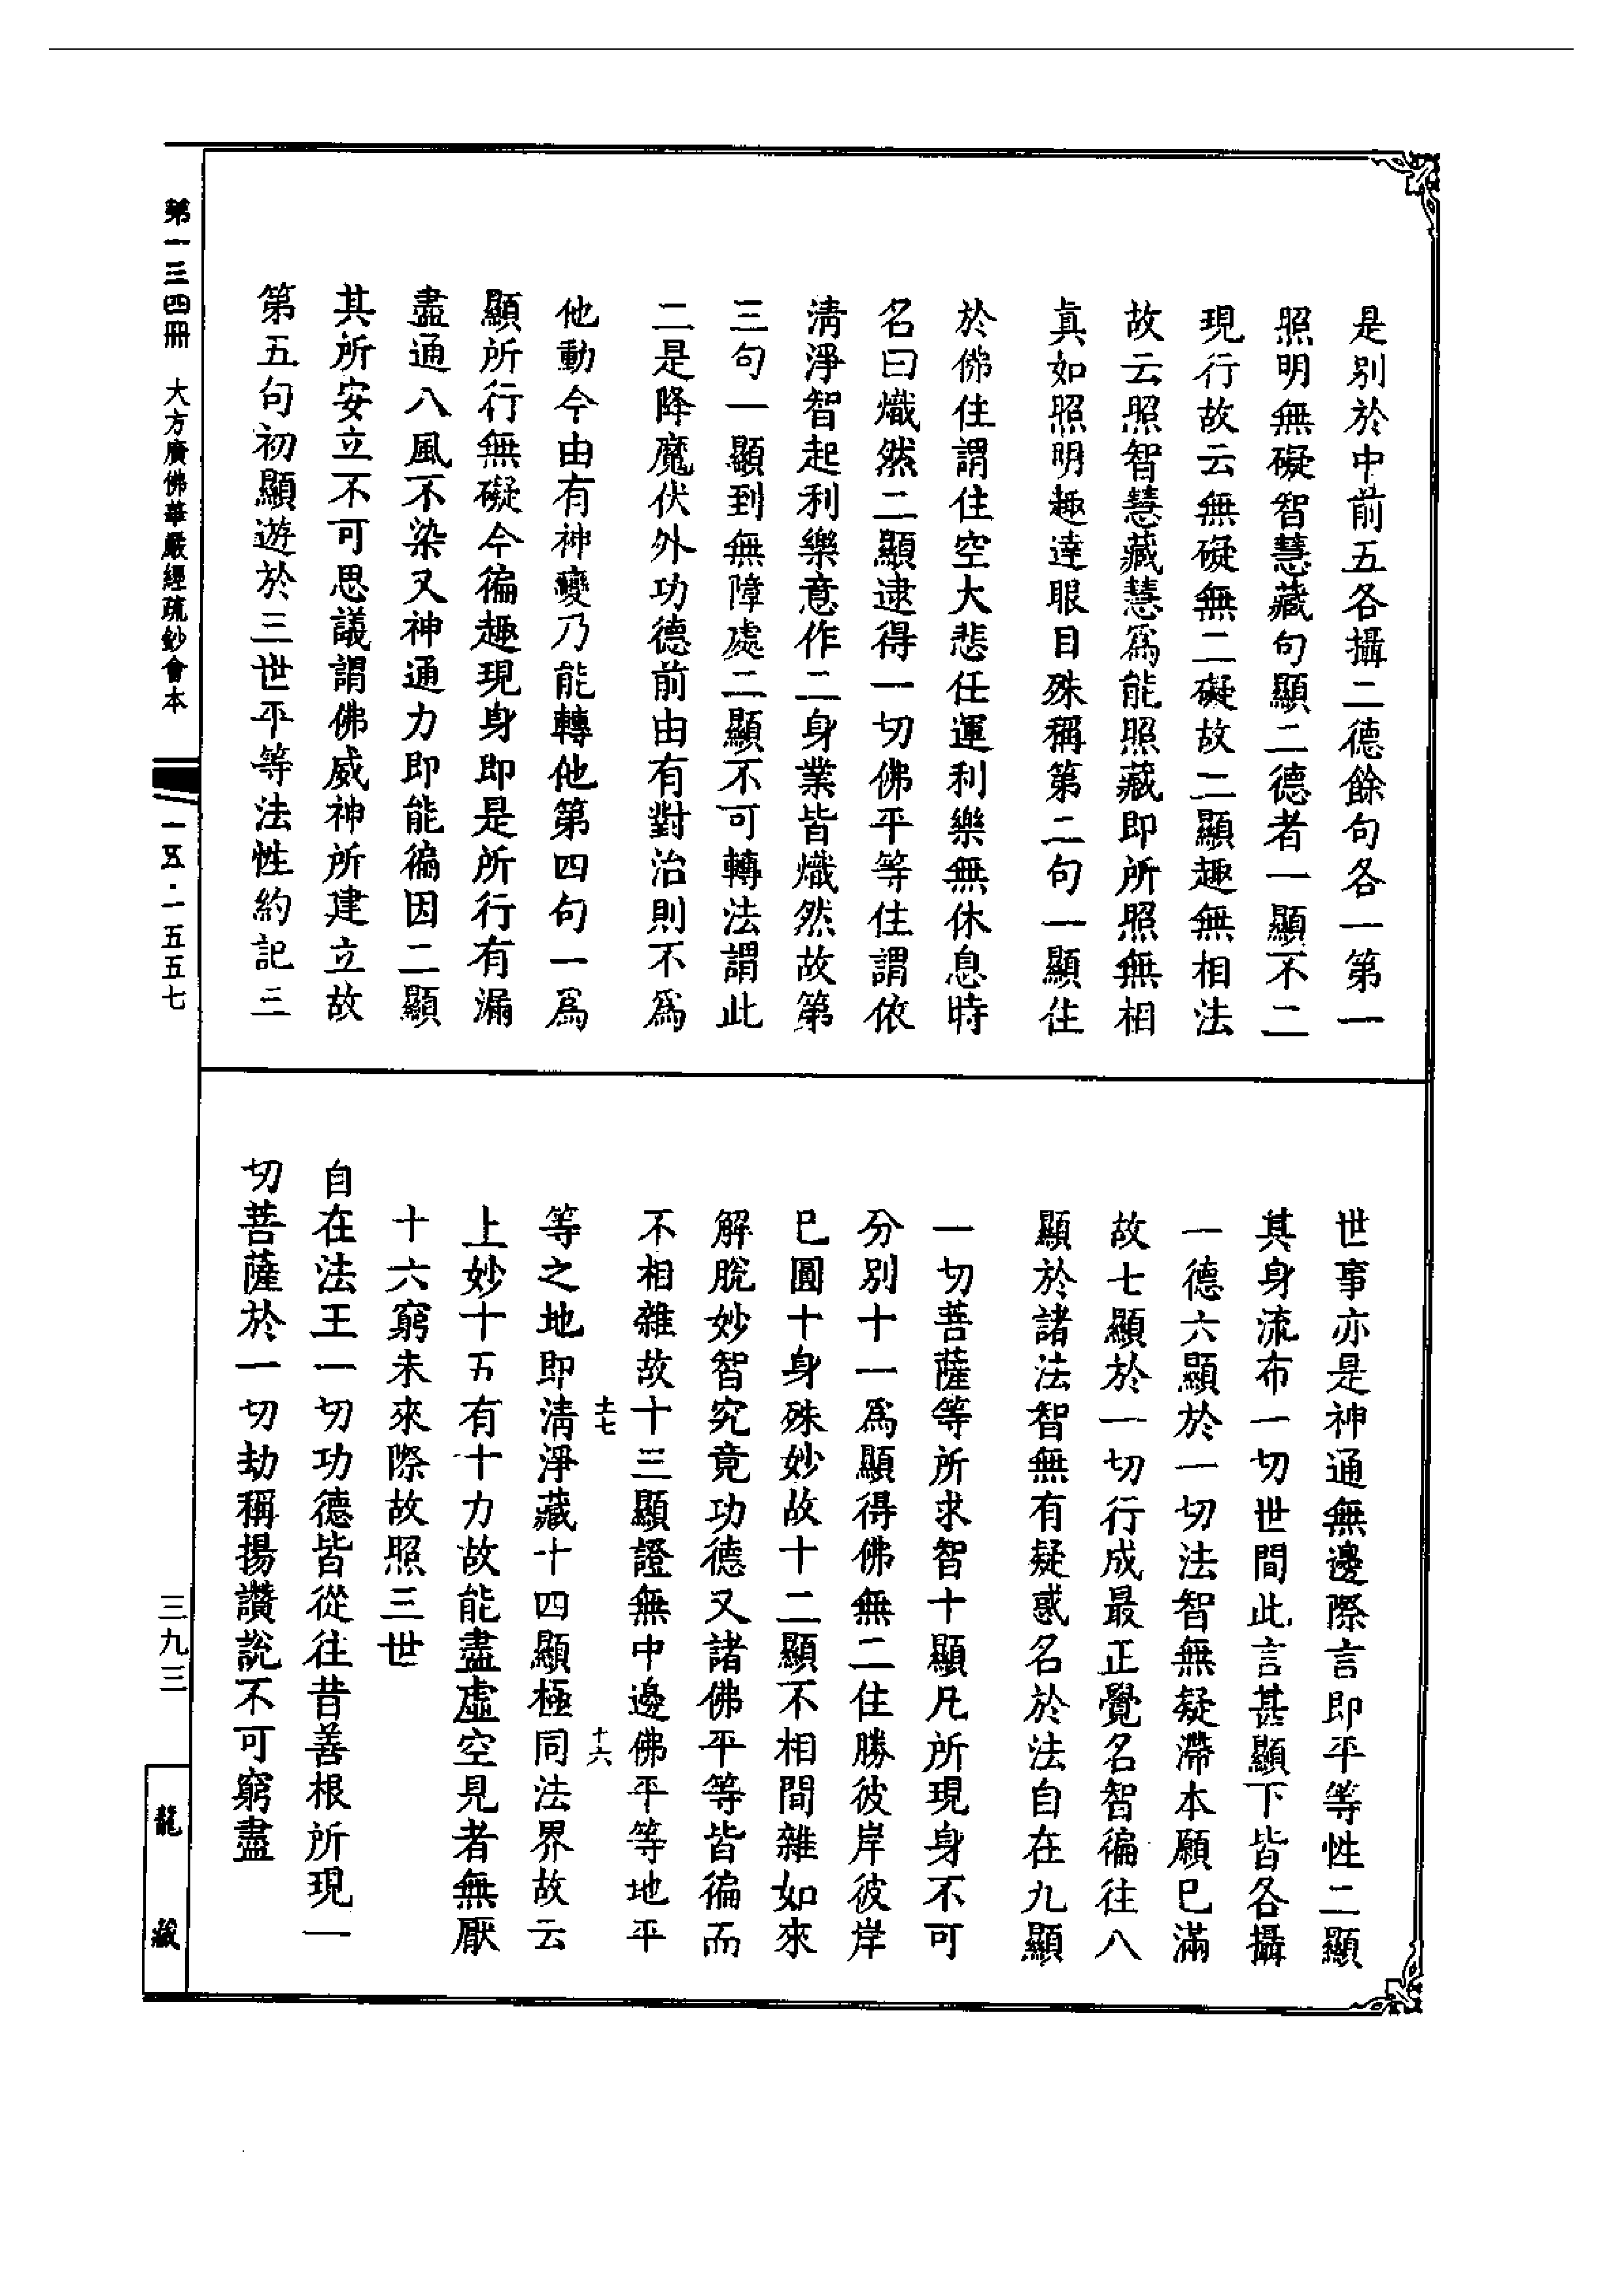 是別於中前五各攝二德餘句各一第一
照明無礙智慧藏句顯二德者一顯不二
現行故云無礙無二礙故二顯趣無相法
故云照智慧藏慧爲能照藏即所照無相
真如照明趣達眼目殊稱第二句一顯住
於佛住謂住空大悲任運利樂無休息時
名曰熾然二顯逮得一切佛平等住謂依
清淨智起利樂意作二身業皆熾然故第
三句一顯到無障處二顯不可轉法謂此
二是降魔伏外功德前由有對治則不爲
他動今由有神變乃能轉他第四句一爲
顯所行無礙今徧趣現身即是所行有漏
盡通八風不染又神通力即能徧因二顯
其所安立不可思議謂佛威神所建立故
第五句初顯遊於三世平等法性約記三
世事亦是神通無邊際言即平等性二顯
其身流布一切世間此言甚顯下皆各攝
一德六顯於一切法智無疑滯本願已滿
故七顯於一切行成最正覺名智徧往八
顯於諸法智無有疑惑名於法自在九顯
一切菩薩等所求智十顯凡所現身不可
分別十一爲顯得佛無二住勝彼岸彼岸
已圓十身殊妙故十二顯不相間雜如來
解脫妙智究竟功德又諸佛平等皆徧而
不相雜故十三顯證無中邊佛平等地平
十七
十六
等之地即清淨藏十四顯極同法界故云
上妙十五有十力故能盡虛空見者無厭
十六窮未來際故照三世
自在法王一切功德皆從往昔善根所現一
切菩薩於一切劫稱揚讚說不可窮盡
第一三四冊　大方廣佛華嚴經疏鈔會本
一五·一五五七
三九三
龍藏